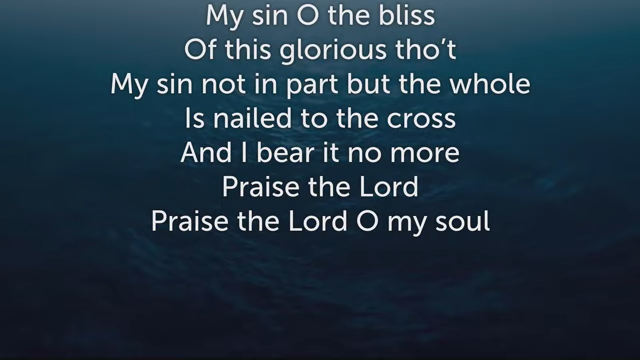 My sin O the bliss
Of this glorious tho’t
My sin not in part but the whole
Is nailed to the cross
And I bear it no more
Praise the Lord
Praise the Lord O my soul